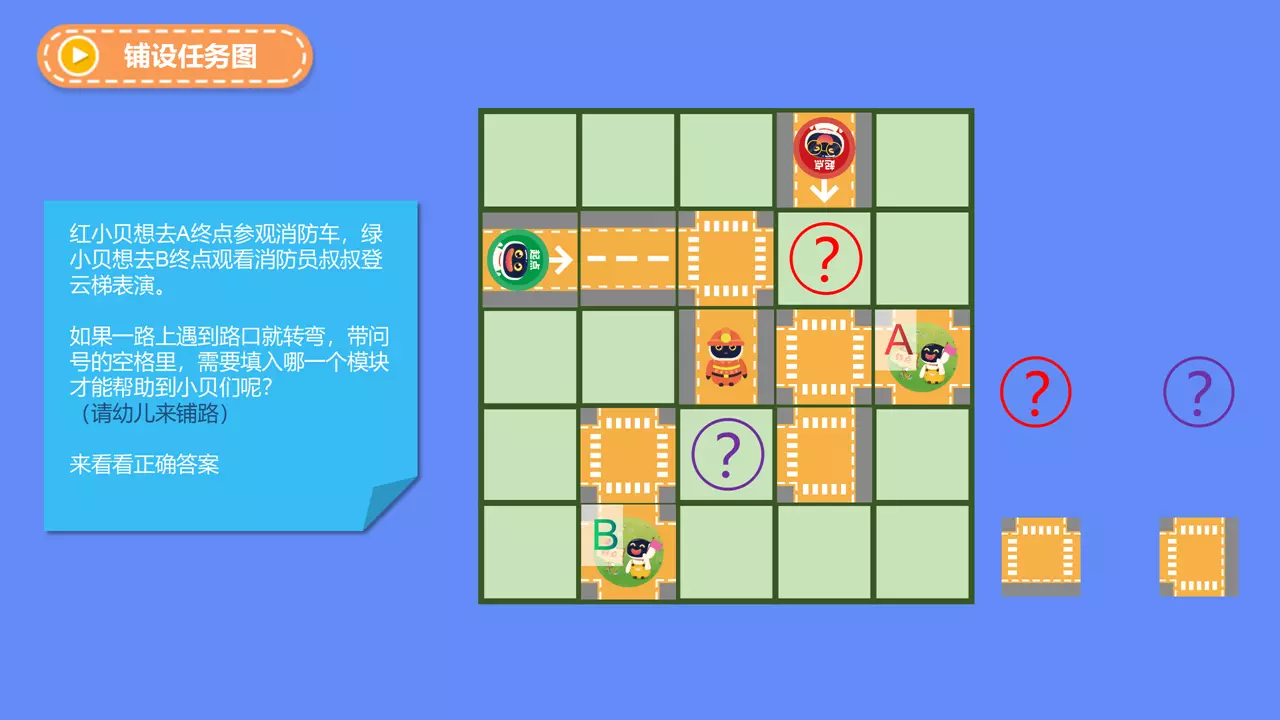 铺设任务图
红小贝想去A终点参观消防车，绿
小贝想去B终点观看消防员叔叔登
云梯表演。
如果一路上遇到路口就转弯，带问
号的空格里，需要填入哪一个模块
才能帮助到小贝们呢？
（请幼儿来铺路）
来看看正确答案
起点
起点
?
A
?
B
?
?